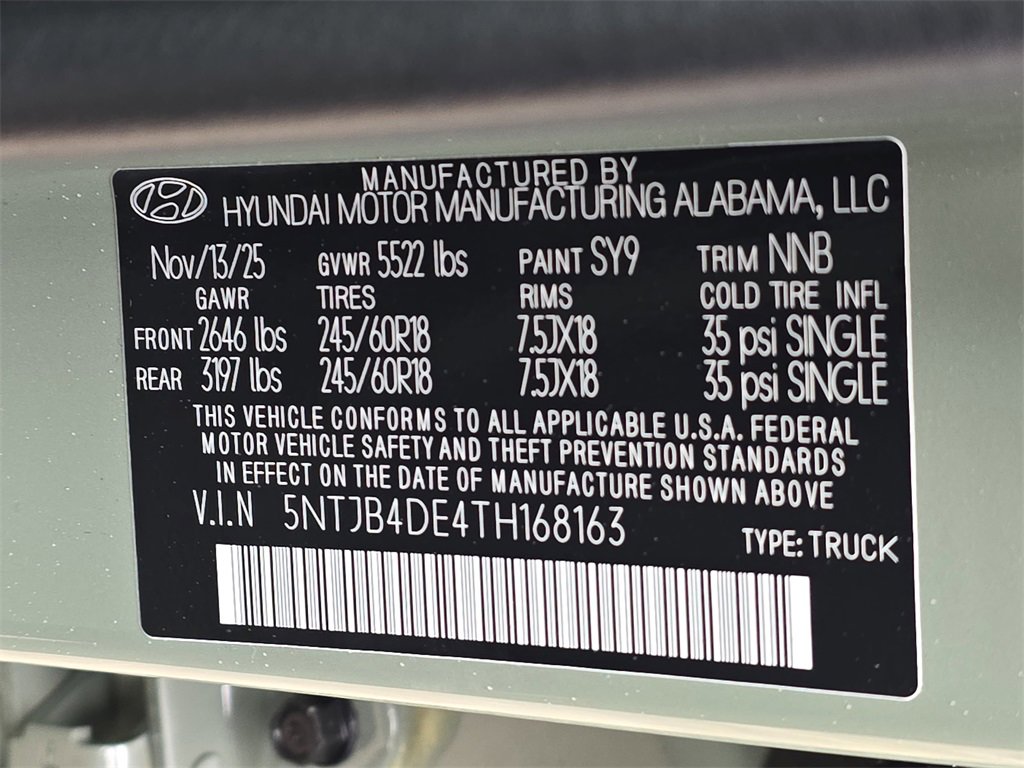 MANUFACTURED BY
HYUNDAI MOTOR MANUFACTURING ALABAMA, LLC
Nov/13/25 GVWR 5522 lbs PAINT SY9 TRIM NNB
GAWR TIRES RIMS COLD TIRE INFL
FRONT 2646 lbs 245/60R18 7.5JX18 35 psi SINGLE
REAR 3197 lbs 245/60R18 7.5JX18 35 psi SINGLE
THIS VEHICLE CONFORMS TO ALL APPLICABLE U.S.A. FEDERAL
MOTOR VEHICLE SAFETY AND THEFT PREVENTION STANDARDS
IN EFFECT ON THE DATE OF MANUFACTURE SHOWN ABOVE
V.I.N 5NTJB4DE4TH168163
TYPE: TRUCK